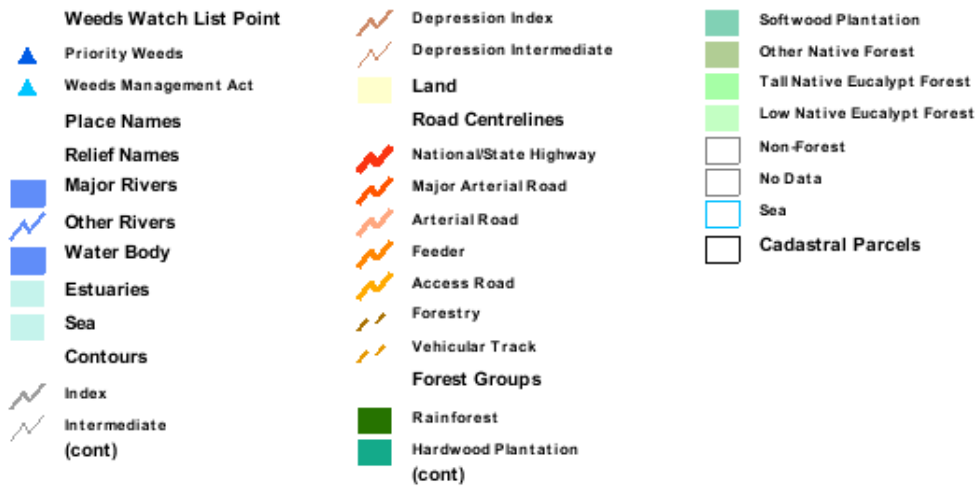 Weeds Watch List Point
Priority Weeds
Weeds Management Act
Place Names
Relief Names
Major Rivers
Other Rivers
Water Body
Estuaries
Sea
Contours
Index
Intermediate
(cont)
Depression Index
Depression Intermediate
Land
Road Centrelines
National/State Highway
Major Arterial Road
Arterial Road
Feeder
Access Road
Forestry
Vehicular Track
Forest Groups
Rainforest
Hardwood Plantation
(cont)
Softwood Plantation
Other Native Forest
Tall Native Eucalypt Forest
Low Native Eucalypt Forest
Non-Forest
No Data
Sea
Cadastral Parcels